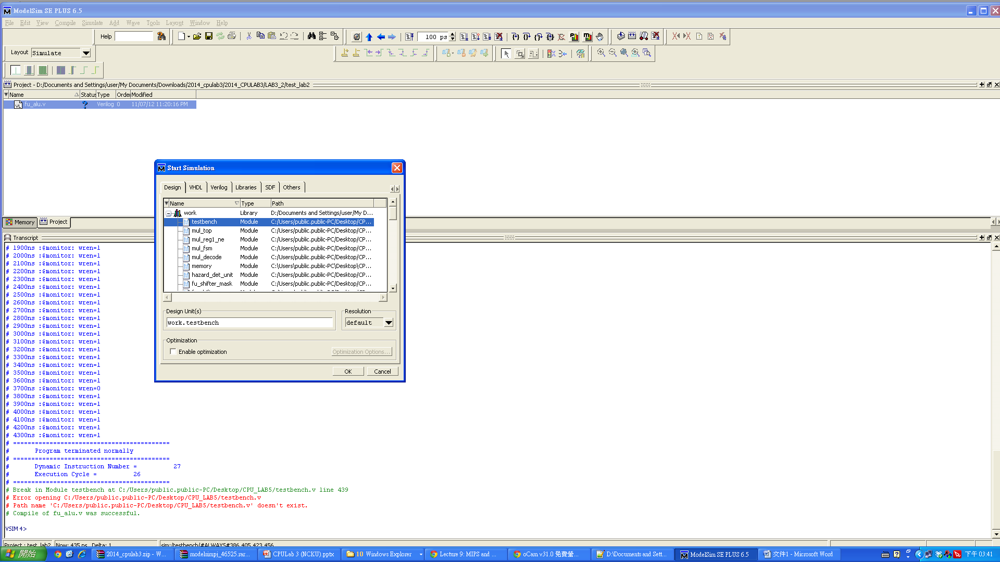 ModelSim SE PLUS 6.5
File Edit View Compile Simulate Add Wave Tools Layout Window Help
Help
100 ps
Layout Simulate
Project - D:/Documents and Settings/user/My Documents/Downloads/2014_cpulab3/2014_CPULAB3/LAB3_2/test_lab2
Name Status Type Order Modified
fu_alu.v ? Verilog 0 11/07/12 11:20:16 PM
Start Simulation
Design VHDL Verilog Libraries SDF Others
Name Type Path
work Library D:/Documents and Settings/user/My D...
testbench Module C:/Users/public.public-PC/Desktop/CP...
mul_top Module C:/Users/public.public-PC/Desktop/CP...
mul_reg1_ne Module C:/Users/public.public-PC/Desktop/CP...
mul_fsm Module C:/Users/public.public-PC/Desktop/CP...
mul_decode Module C:/Users/public.public-PC/Desktop/CP...
memory Module C:\Users\public.public-PC\Desktop\CP...
hazard_det_unit Module C:/Users/public.public-PC/Desktop/CP...
fu_shifter_mask Module C:/Users/public.public-PC/Desktop/CP...
Design Unit(s)
work.testbench
Resolution
default
Optimization
Enable optimization
Optimization Options...
OK Cancel
Memory Project
Transcript
# 1900ns :$monitor: wren=1
# 2000ns :$monitor: wren=1
# 2100ns :$monitor: wren=1
# 2200ns :$monitor: wren=1
# 2300ns :$monitor: wren=1
# 2400ns :$monitor: wren=1
# 2500ns :$monitor: wren=1
# 2600ns :$monitor: wren=1
# 2700ns :$monitor: wren=1
# 2800ns :$monitor: wren=1
# 2900ns :$monitor: wren=1
# 3000ns :$monitor: wren=1
# 3100ns :$monitor: wren=1
# 3200ns :$monitor: wren=1
# 3300ns :$monitor: wren=1
# 3400ns :$monitor: wren=1
# 3500ns :$monitor: wren=1
# 3600ns :$monitor: wren=1
# 3700ns :$monitor: wren=0
# 3800ns :$monitor: wren=1
# 3900ns :$monitor: wren=1
# 4000ns :$monitor: wren=1
# 4100ns :$monitor: wren=1
# 4200ns :$monitor: wren=1
# 4300ns :$monitor: wren=1
# ===========================================
# Program terminated normally
# ===========================================
# Dynamic Instruction Number = 27
# Execution Cycle = 26
# ===========================================
# Break in Module testbench at C:/Users/public.public-PC/Desktop/CPU_LAB5/testbench.v line 439
# Error opening C:/Users/public.public-PC/Desktop/CPU_LAB5/testbench.v
# Path name 'C:/Users/public.public-PC/Desktop/CPU_LAB5/testbench.v' doesn't exist.
# Compile of fu_alu.v was successful.
VSIM 4>
Project : test_lab2 Now: 435 ns Delta: 1 sim:/testbench/#ALWAYS#386,405,423,456
開始 2014_cpulab3.zip - W... modelsimpj_46525.rar... CPULab 3 (NCKU).pptx 10 Windows Explorer Lecture 9: MIPS and ... oCam v31.0 免費螢... D:\Documents and Sett... ModelSim SE PLUS 6.5 文件1 - Microsoft Word 下午 03:41